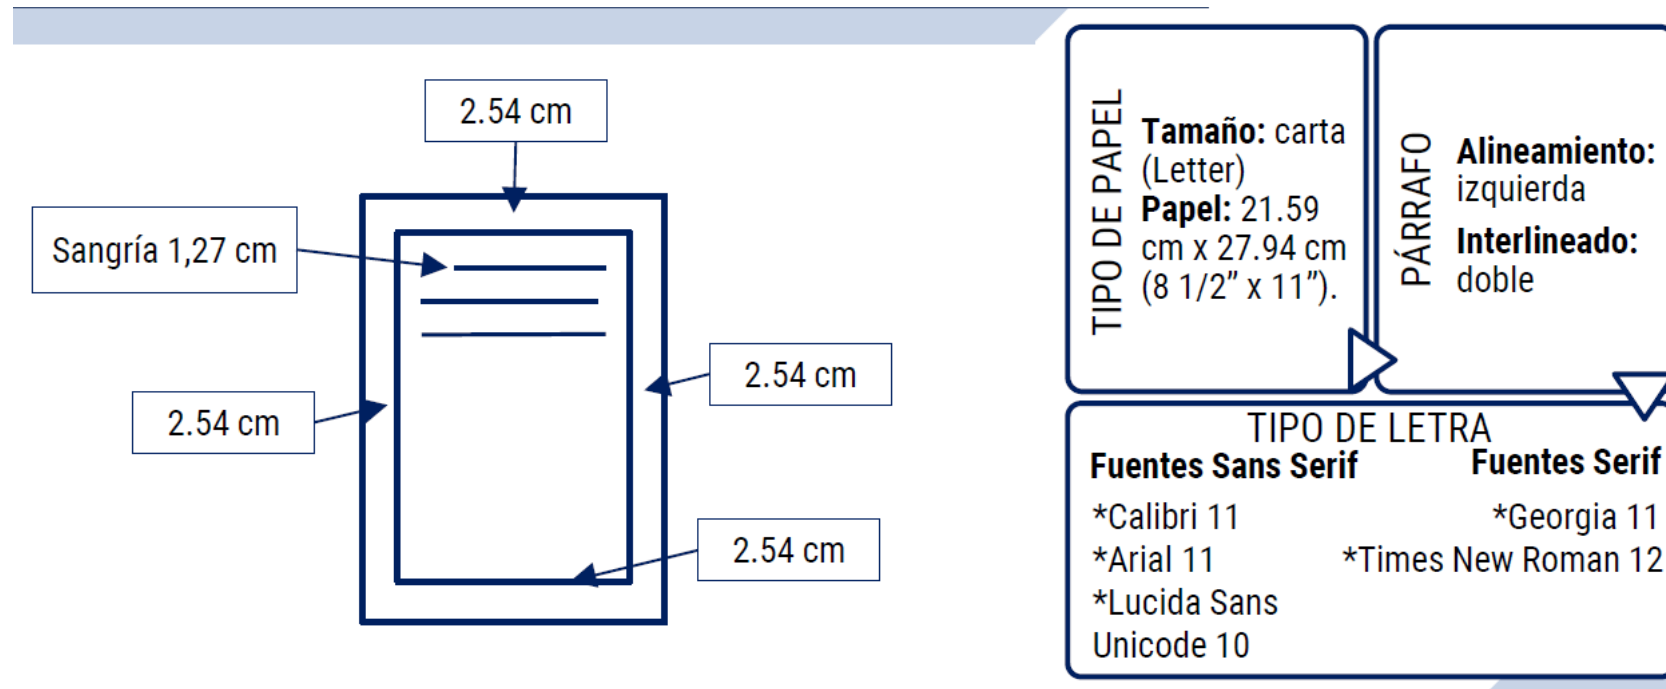 2.54 cm
Sangría 1,27 cm
2.54 cm
2.54 cm
2.54 cm
TIPO DE PAPEL
Tamaño: carta
(Letter)
Papel: 21.59
cm x 27.94 cm
(8 1/2” x 11”).
PÁRRAFO
Alineamiento:
izquierda
Interlineado:
doble
TIPO DE LETRA
Fuentes Sans Serif
*Calibri 11
*Arial 11
*Lucida Sans
Unicode 10
Fuentes Serif
*Georgia 11
*Times New Roman 12